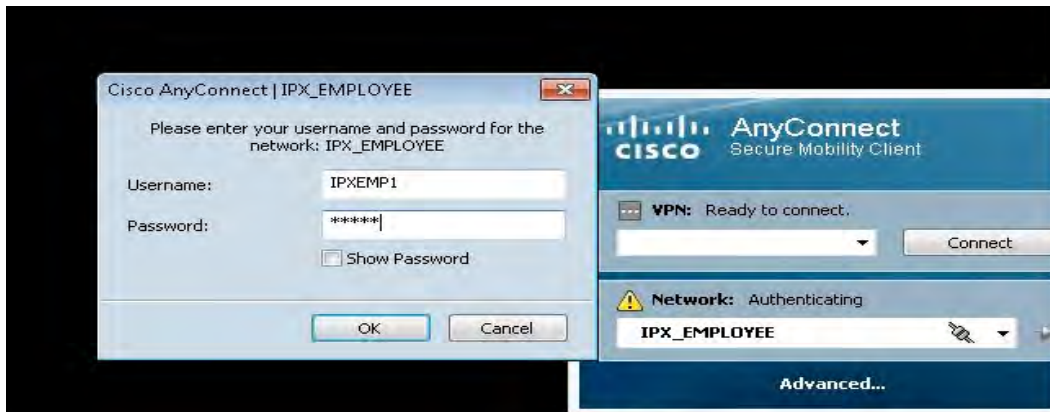 Cisco AnyConnect | IPX_EMPLOYEE
Please enter your username and password for the
network: IPX_EMPLOYEE
Username: IPXEMP1
Password: *****
Show Password
OK Cancel
CISCO
AnyConnect
Secure Mobility Client
VPN: Ready to connect.
Connect
Network: Authenticating
IPX_EMPLOYEE
Advanced...